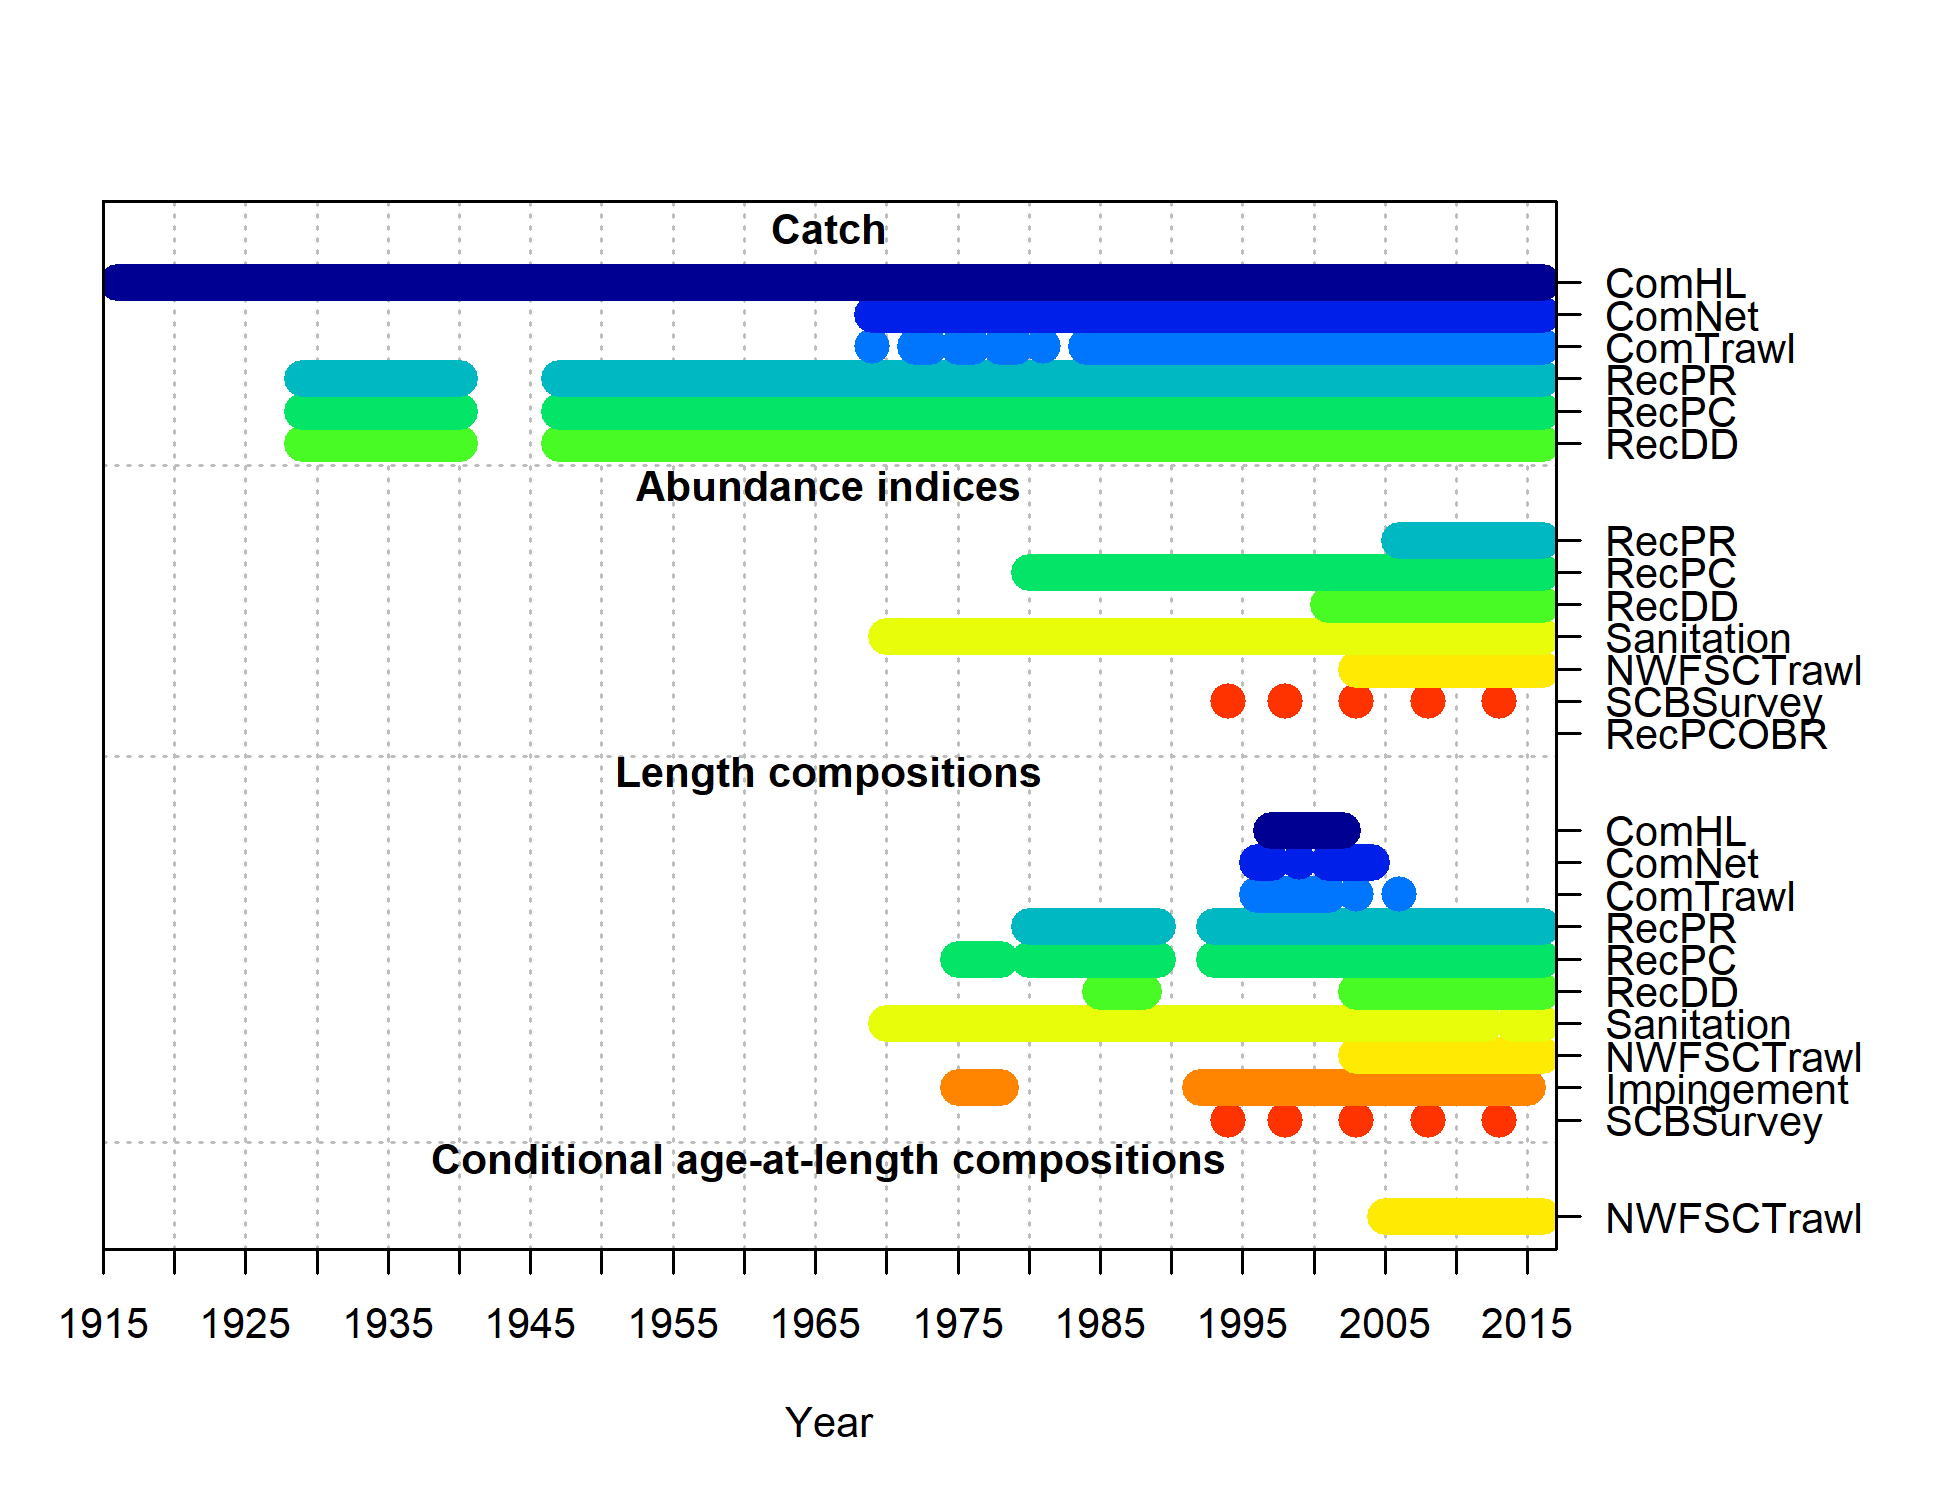 Catch
ComHL
ComNet
ComTrawl
RecPR
RecPC
RecDD
Abundance indices
RecPR
RecPC
RecDD
Sanitation
NWFSCTrawl
SCBSurvey
RecPCOBR
Length compositions
ComHL
ComNet
ComTrawl
RecPR
RecPC
RecDD
Sanitation
NWFSCTrawl
Impingement
SCBSurvey
Conditional age-at-length compositions
NWFSCTrawl
1915 1925 1935 1945 1955 1965 1975 1985 1995 2005 2015
Year